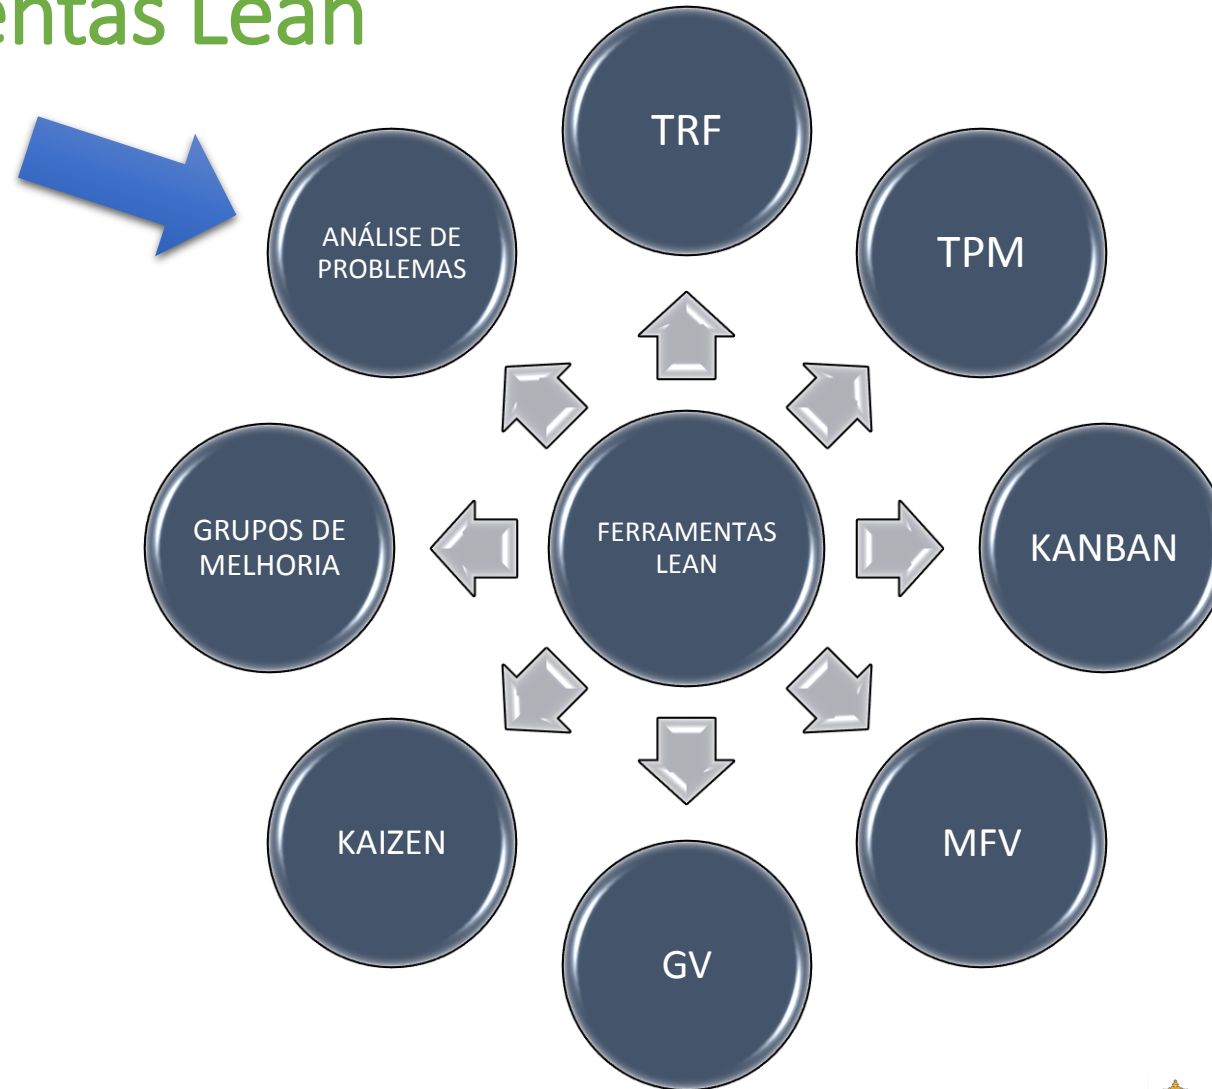 entas Lean
TRF
ANÁLISE DE
PROBLEMAS
TPM
GRUPOS DE
MELHORIA
FERRAMENTAS
LEAN
KANBAN
KAIZEN
MFV
GV